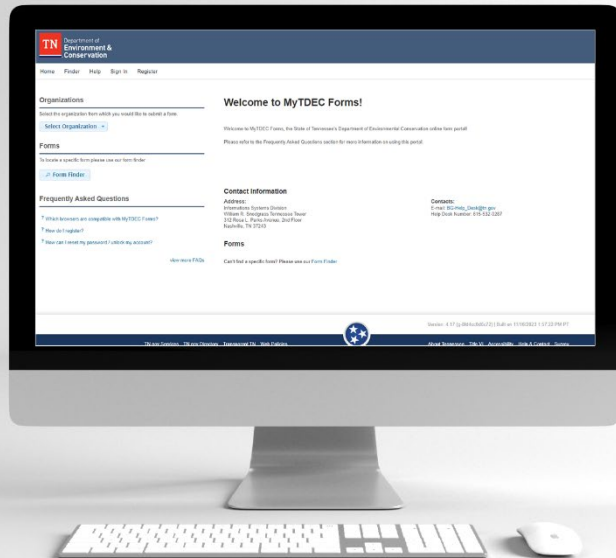 TN
Department of
Environment &
Conservation
Home Finder Help Sign In Register
Organizations
Select the organization from which you would like to submit a form.
Select Organization
Forms
To locate a specific form please use our form finder
Form Finder
Frequently Asked Questions
? Which browsers are compatible with MyTDEC Forms?
? How do I register?
? How can I reset my password / unlock my account?
view more FAQs
Welcome to MyTDEC Forms!
Welcome to MyTDEC Forms, the State of Tennessee's Department of Environmental Conservation online form portal!
Please refer to the Frequently Asked Questions section for more information on using this portal.
Contact Information
Address:
Informations Systems Division
William R. Snodgrass Tennessee Tower
312 Rosa L. Parks Avenue, 2nd Floor
Nashville, TN 37243
Contacts:
Help Desk Number:
Forms
Can't find a specific form? Please use our Form Finder
TN.gov Services TN.gov Directory Transparent TN Web Policies
About Tennessee Title VI Accessibility Help & Contact Survey